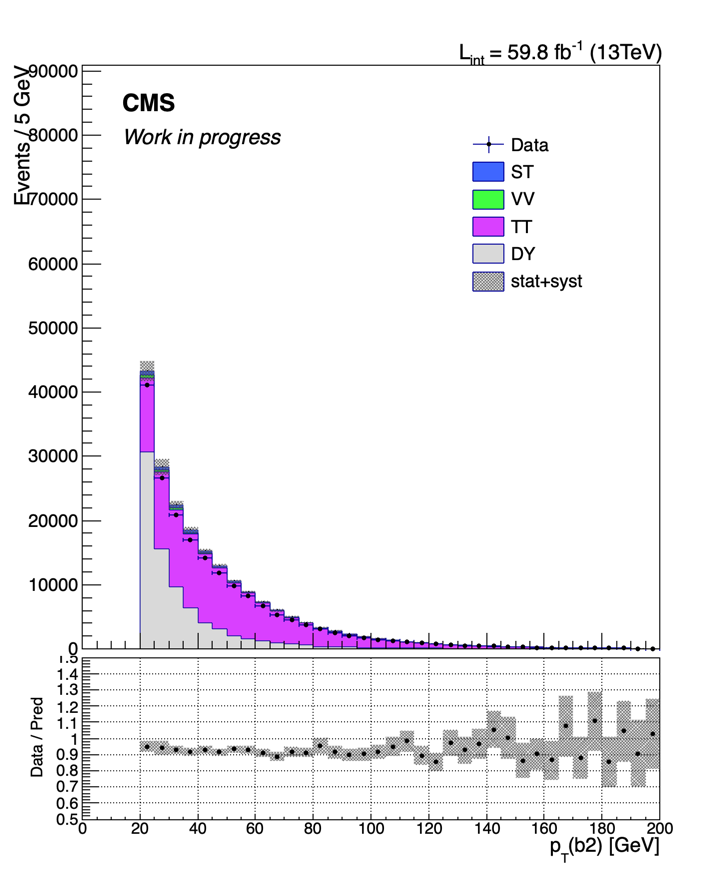 L_int = 59.8 fb⁻¹ (13TeV)
Events / 5 GeV
90000
CMS
80000
Work in progress
Data
ST
70000
VV
TT
60000
DY
stat+syst
50000
40000
30000
20000
10000
0
Data / Pred
1.5
1.4
1.3
1.2
1.1
1
0.9
0.8
0.7
0.6
0.5
0 20 40 60 80 100 120 140 160 180 200
p_T(b2) [GeV]